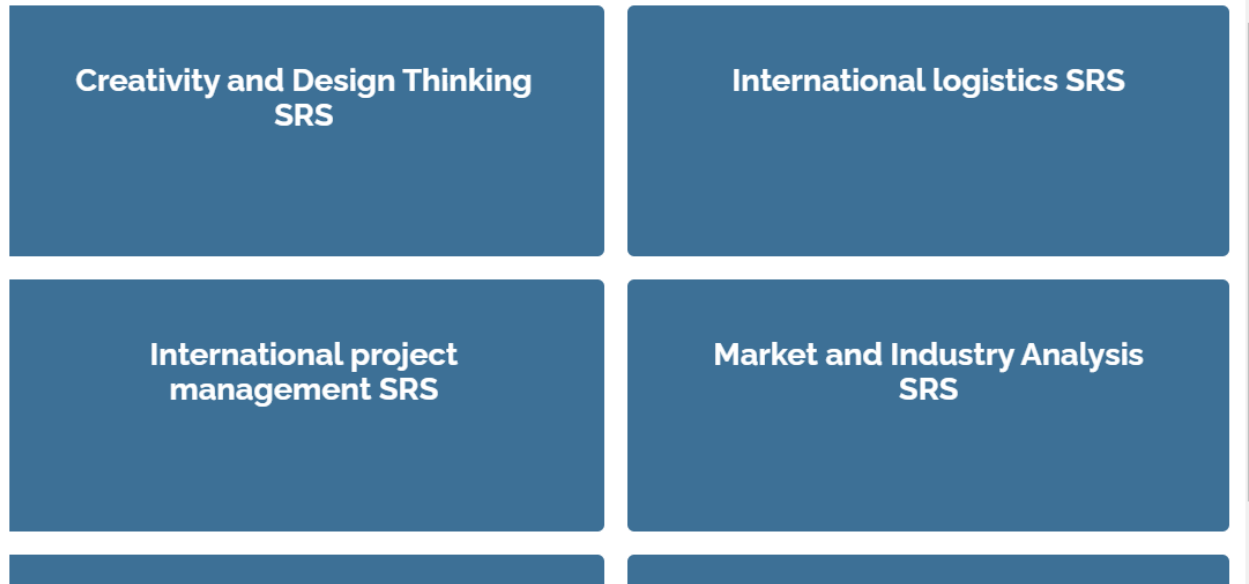 Creativity and Design Thinking
SRS
International logistics SRS
International project
management SRS
Market and Industry Analysis
SRS